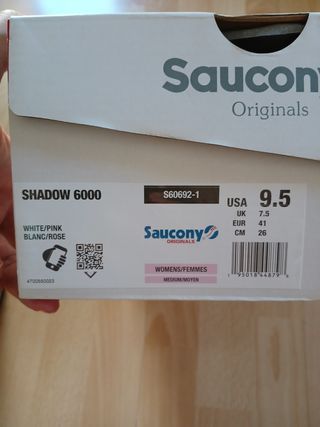 Saucony
Originals
SHADOW 6000
S60692-1
USA 9.5
UK 7.5
EUR 41
CM 26
WHITE/PINK
BLANC/ROSE
Saucony
ORIGINALS
WOMENS/FEMMES
MEDIUM/MOYEN